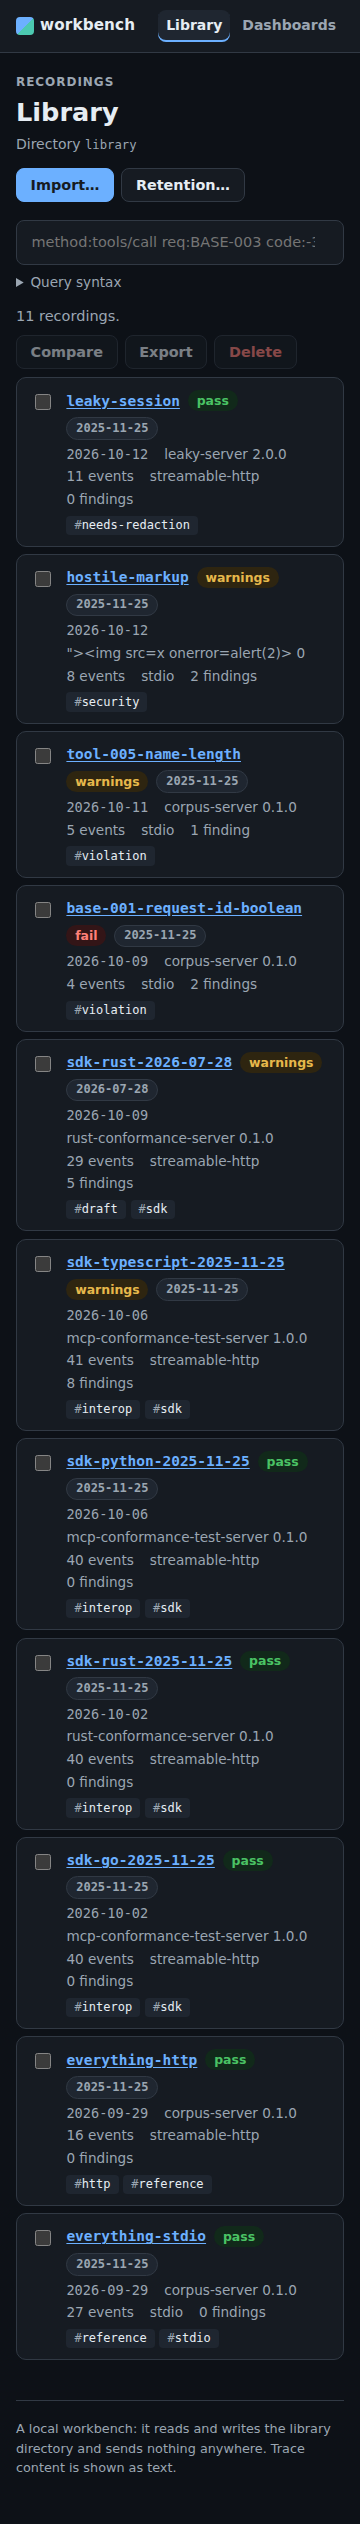 workbench Library Dashboards
RECORDINGS
Library
Directory library
Import… Retention…
method:tools/call req:BASE-003 code:-3
Query syntax
11 recordings.
Compare Export Delete
leaky-session pass
2025-11-25
2026-10-12 leaky-server 2.0.0
11 events streamable-http
0 findings
#needs-redaction
hostile-markup warnings
2025-11-25
2026-10-12
"><img src=x onerror=alert(2)> 0
8 events stdio 2 findings
#security
tool-005-name-length
warnings 2025-11-25
2026-10-11 corpus-server 0.1.0
5 events stdio 1 finding
#violation
base-001-request-id-boolean
fail 2025-11-25
2026-10-09 corpus-server 0.1.0
4 events stdio 2 findings
#violation
sdk-rust-2026-07-28 warnings
2026-07-28
2026-10-09
rust-conformance-server 0.1.0
29 events streamable-http
5 findings
#draft #sdk
sdk-typescript-2025-11-25
warnings 2025-11-25
2026-10-06
mcp-conformance-test-server 1.0.0
41 events streamable-http
8 findings
#interop #sdk
sdk-python-2025-11-25 pass
2025-11-25
2026-10-06
mcp-conformance-test-server 0.1.0
40 events streamable-http
0 findings
#interop #sdk
sdk-rust-2025-11-25 pass
2025-11-25
2026-10-02
rust-conformance-server 0.1.0
40 events streamable-http
0 findings
#interop #sdk
sdk-go-2025-11-25 pass
2025-11-25
2026-10-02
mcp-conformance-test-server 1.0.0
40 events streamable-http
0 findings
#interop #sdk
everything-http pass
2025-11-25
2026-09-29 corpus-server 0.1.0
16 events streamable-http
0 findings
#http #reference
everything-stdio pass
2025-11-25
2026-09-29 corpus-server 0.1.0
27 events stdio 0 findings
#reference #stdio
A local workbench: it reads and writes the library
directory and sends nothing anywhere. Trace
content is shown as text.